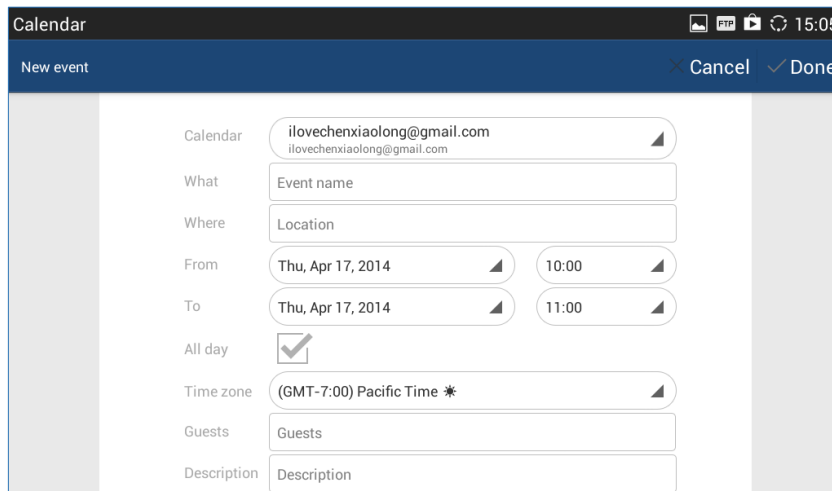 Calendar FTP 15:05
New event Cancel Done
Calendar ilovechenxiaolong@gmail.com
ilovechenxiaolong@gmail.com
What Event name
Where Location
From Thu, Apr 17, 2014 10:00
To Thu, Apr 17, 2014 11:00
All day
Time zone (GMT-7:00) Pacific Time ☀
Guests Guests
Description Description